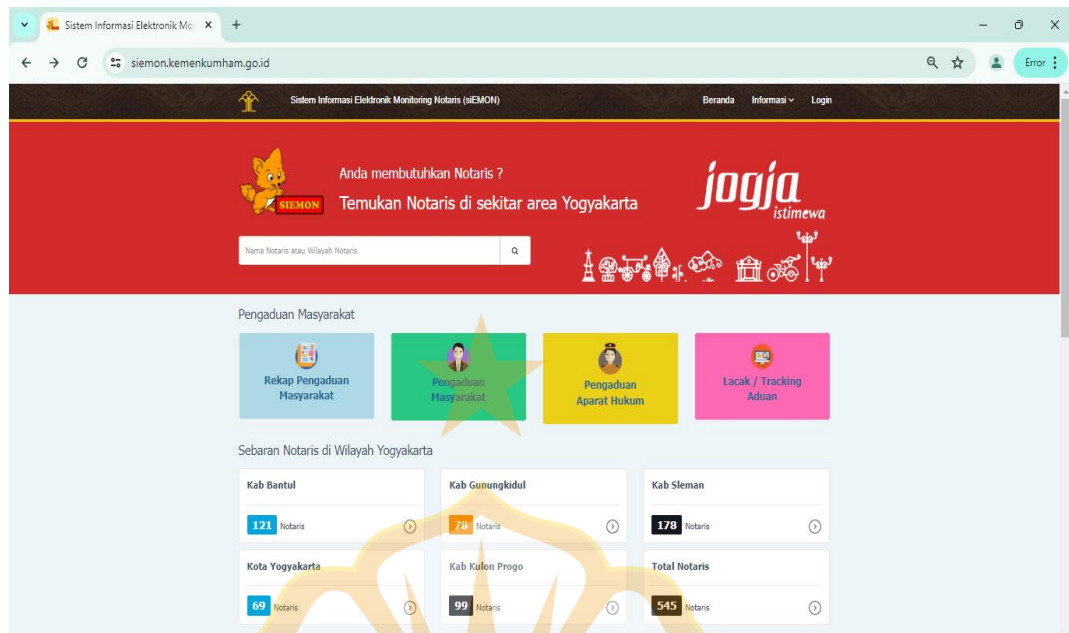 Sistem Informasi Elektronik Mo
siemon.kemenkumham.go.id
Error
Sistem Informasi Elektronik Monitoring Notaris (siEMON)
Beranda Informasi Login
Anda membutuhkan Notaris ?
SIEMON
Temukan Notaris di sekitar area Yogyakarta
jogja
istimewa
Nama Notaris atau Wilayah Notaris
Pengaduan Masyarakat
Rekap Pengaduan
Masyarakat
Pengaduan
Masyarakat
Pengaduan
Aparat Hukum
Lacak / Tracking
Aduan
Sebaran Notaris di Wilayah Yogyakarta
Kab Bantul
121 Notaris
Kab Gunungkidul
78 Notaris
Kab Sleman
178 Notaris
Kota Yogyakarta
69 Notaris
Kab Kulon Progo
99 Notaris
Total Notaris
545 Notaris